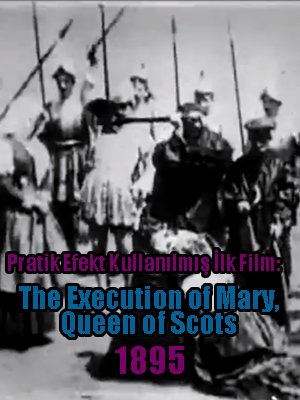 Pratik Efekt Kullanılmış İlk Film:
The Execution of Mary,
Queen of Scots
1895